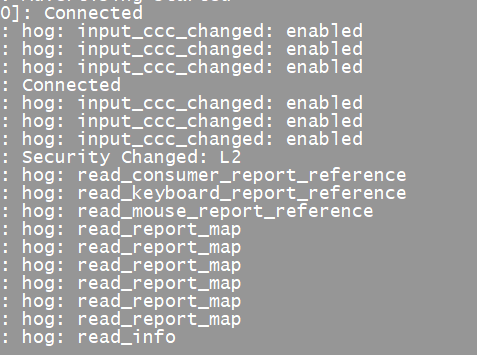 0]: Connected
: hog: input_ccc_changed: enabled
: hog: input_ccc_changed: enabled
: hog: input_ccc_changed: enabled
: Connected
: hog: input_ccc_changed: enabled
: hog: input_ccc_changed: enabled
: hog: input_ccc_changed: enabled
: Security Changed: L2
: hog: read_consumer_report_reference
: hog: read_keyboard_report_reference
: hog: read_mouse_report_reference
: hog: read_report_map
: hog: read_report_map
: hog: read_report_map
: hog: read_report_map
: hog: read_report_map
: hog: read_report_map
: hog: read_info